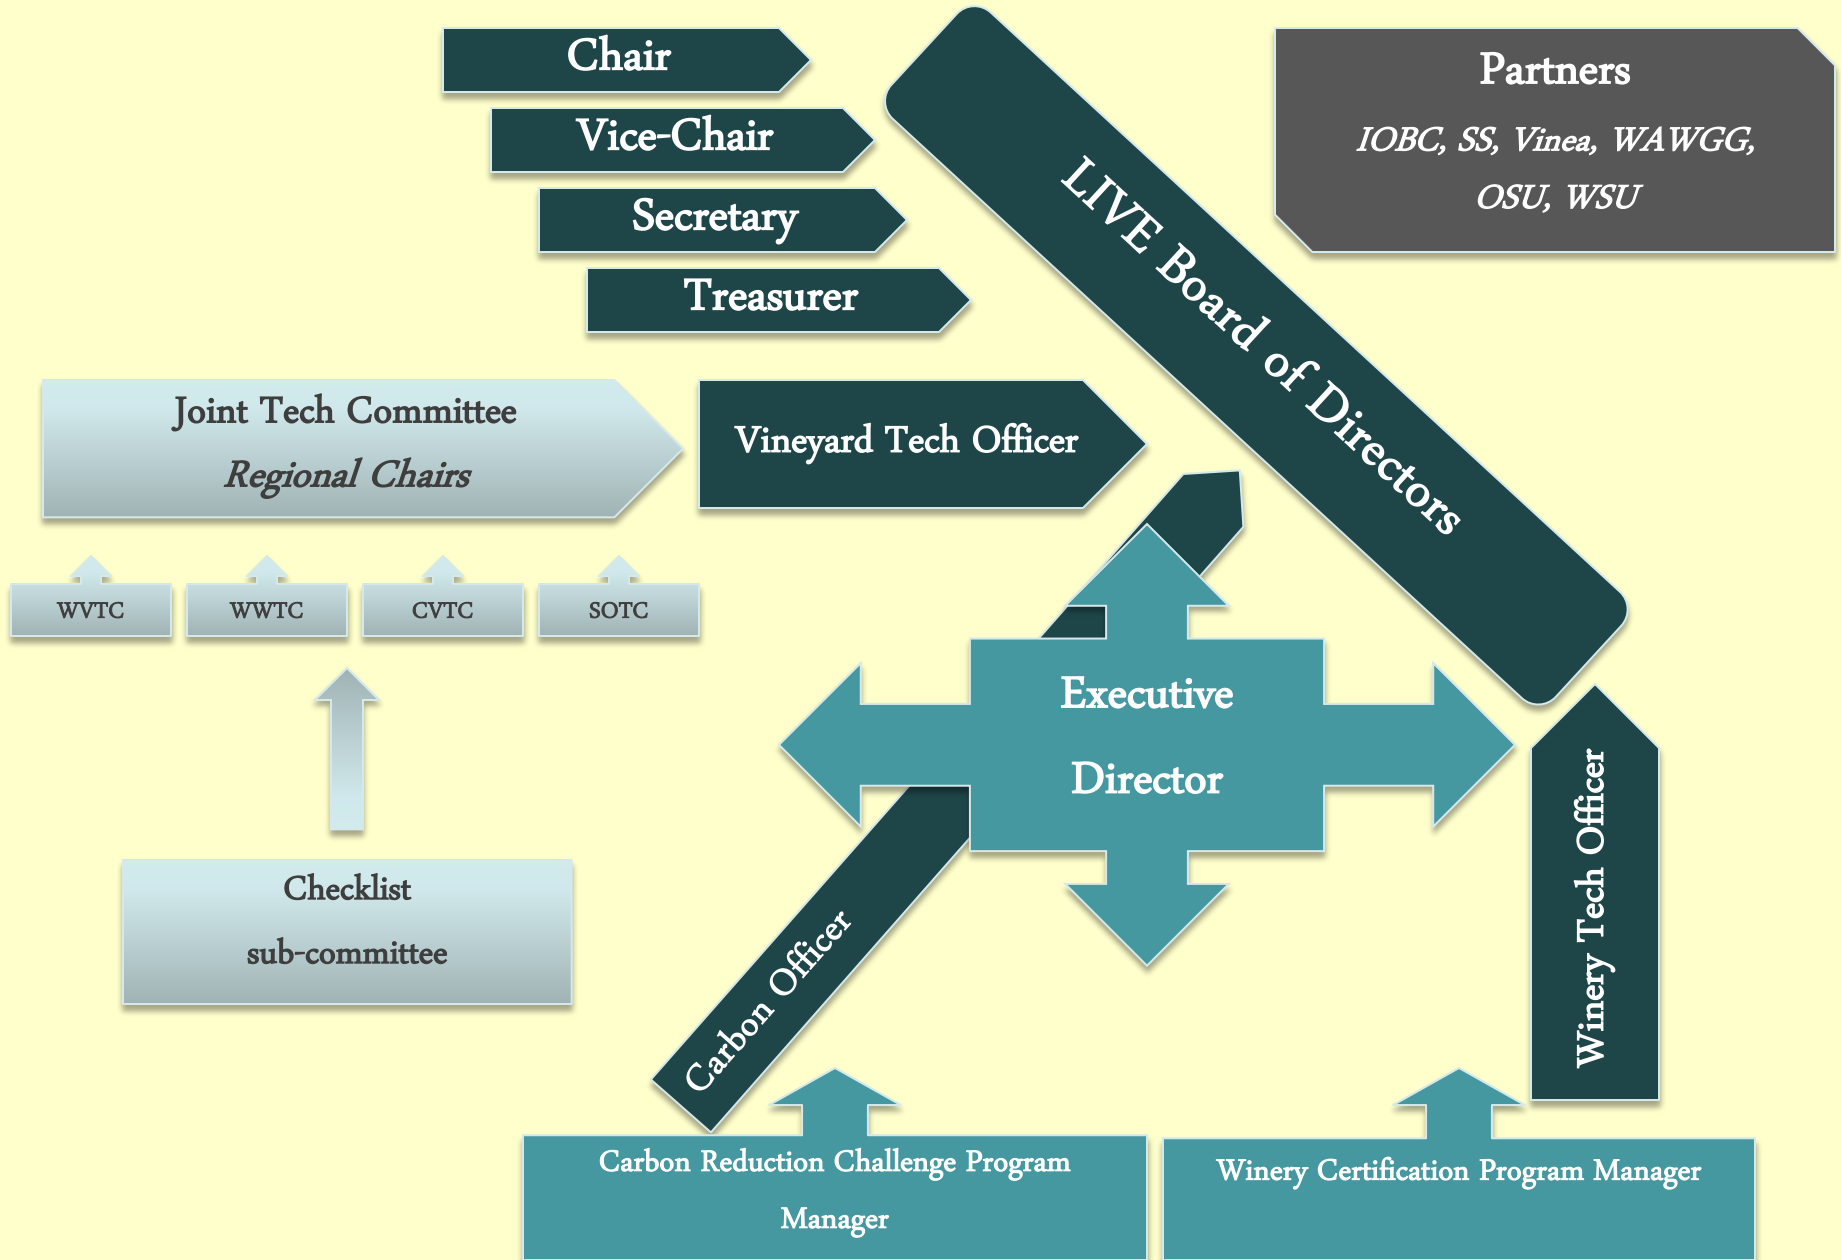 Chair
Vice-Chair
Secretary
Treasurer
LIVE Board of Directors
Partners
IOBC, SS, Vinea, WAWGG,
OSU, WSU
Joint Tech Committee
Regional Chairs
Vineyard Tech Officer
WVTC
WWTC
CVTC
SOTC
Checklist
sub-committee
Executive
Director
Carbon Officer
Winery Tech Officer
Carbon Reduction Challenge Program
Manager
Winery Certification Program Manager